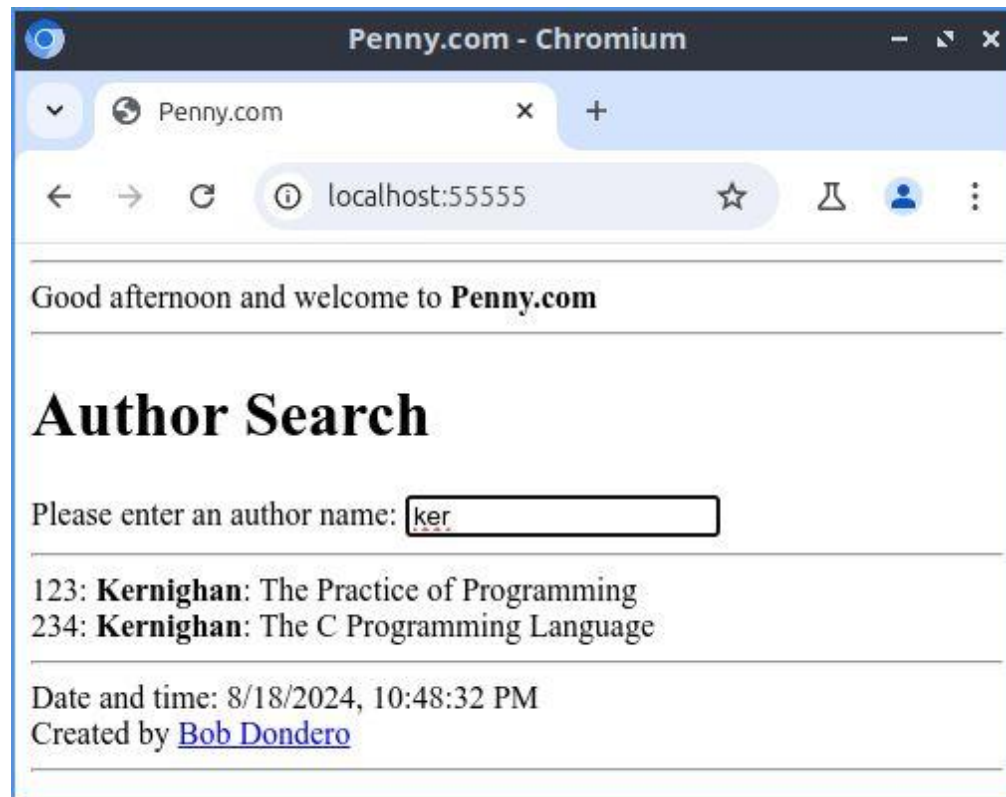 Penny.com - Chromium
Penny.com
localhost:55555
Good afternoon and welcome to Penny.com
Author Search
Please enter an author name: ker
123: Kernighan: The Practice of Programming
234: Kernighan: The C Programming Language
Date and time: 8/18/2024, 10:48:32 PM
Created by Bob Dondero